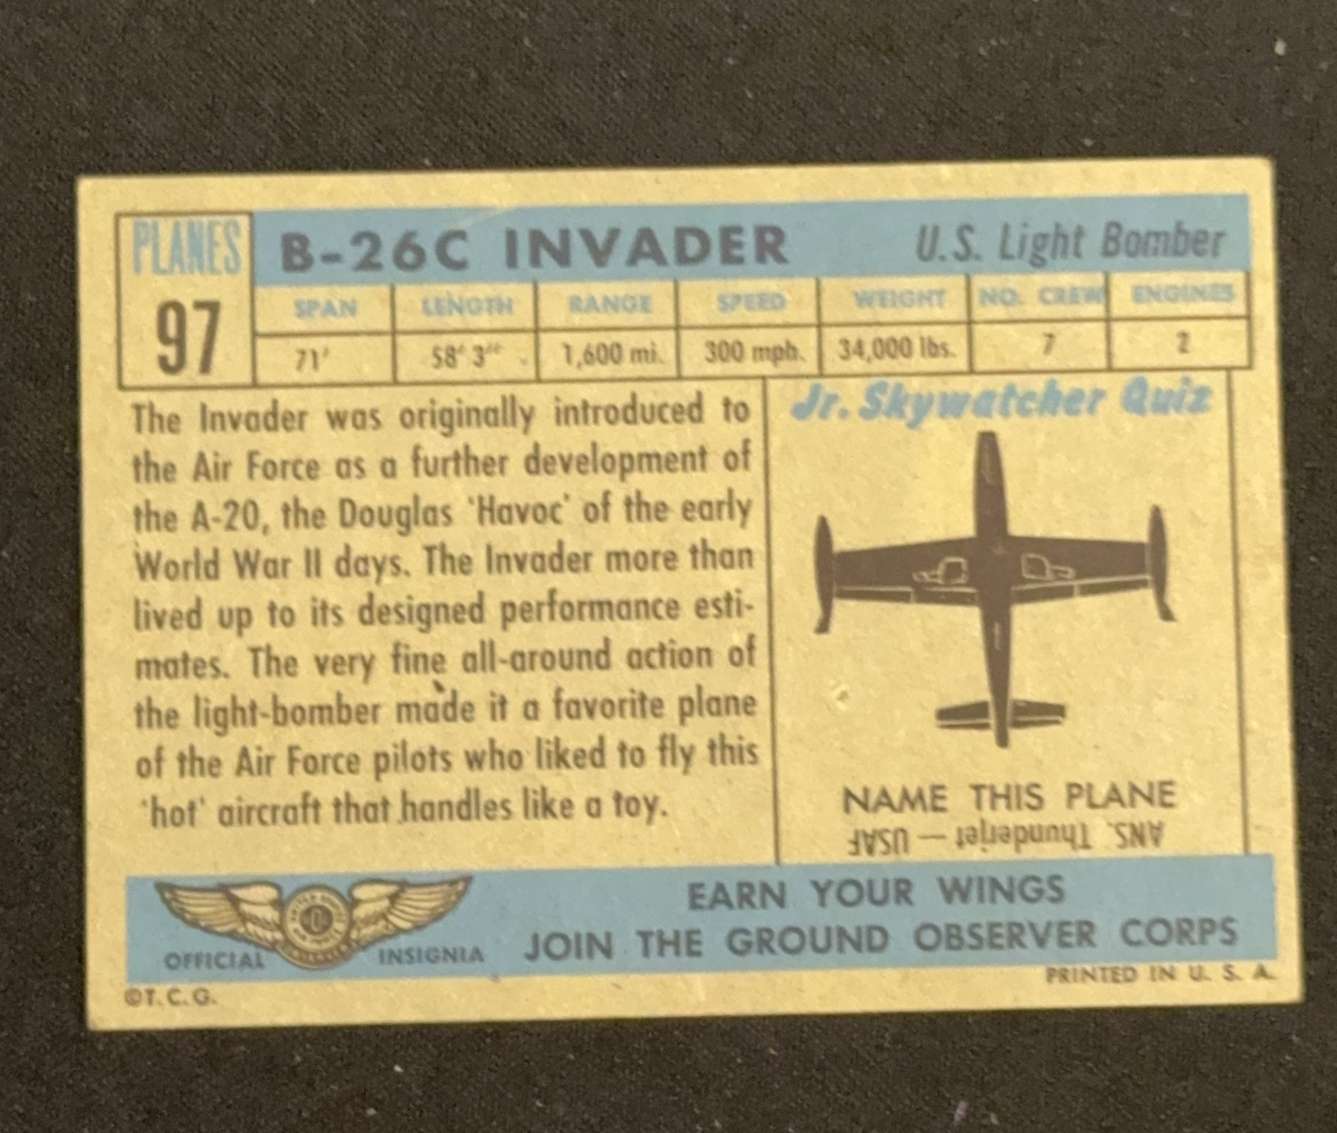 PLANES
97
B-26C INVADER U.S. Light Bomber
SPAN LENGTH RANGE SPEED WEIGHT NO. CREW ENGINES
71' 58' 3" 1,600 mi. 300 mph. 34,000 lbs. 7 2
The Invader was originally introduced to
the Air Force as a further development of
the A-20, the Douglas 'Havoc' of the early
World War II days. The Invader more than
lived up to its designed performance esti-
mates. The very fine all-around action of
the light-bomber made it a favorite plane
of the Air Force pilots who liked to fly this
'hot' aircraft that handles like a toy.
Jr. Skywatcher Quiz
NAME THIS PLANE
ANS. Thunderjet — USAF
OFFICIAL INSIGNIA
EARN YOUR WINGS
JOIN THE GROUND OBSERVER CORPS
©T.C.G.
PRINTED IN U. S. A.